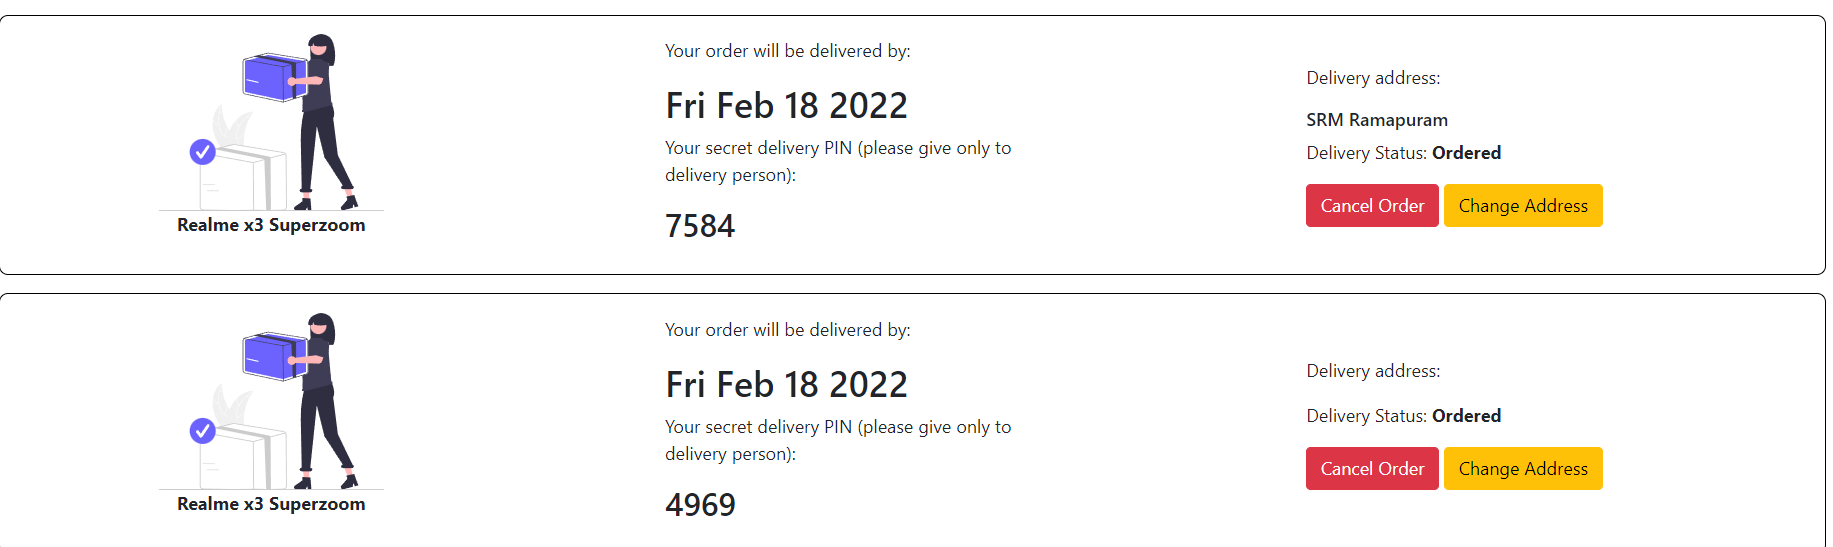 Realme x3 Superzoom
Your order will be delivered by:
Fri Feb 18 2022
Your secret delivery PIN (please give only to
delivery person):
7584
Delivery address:
SRM Ramapuram
Delivery Status: Ordered
Cancel Order Change Address
Realme x3 Superzoom
Your order will be delivered by:
Fri Feb 18 2022
Your secret delivery PIN (please give only to
delivery person):
4969
Delivery address:
Delivery Status: Ordered
Cancel Order Change Address